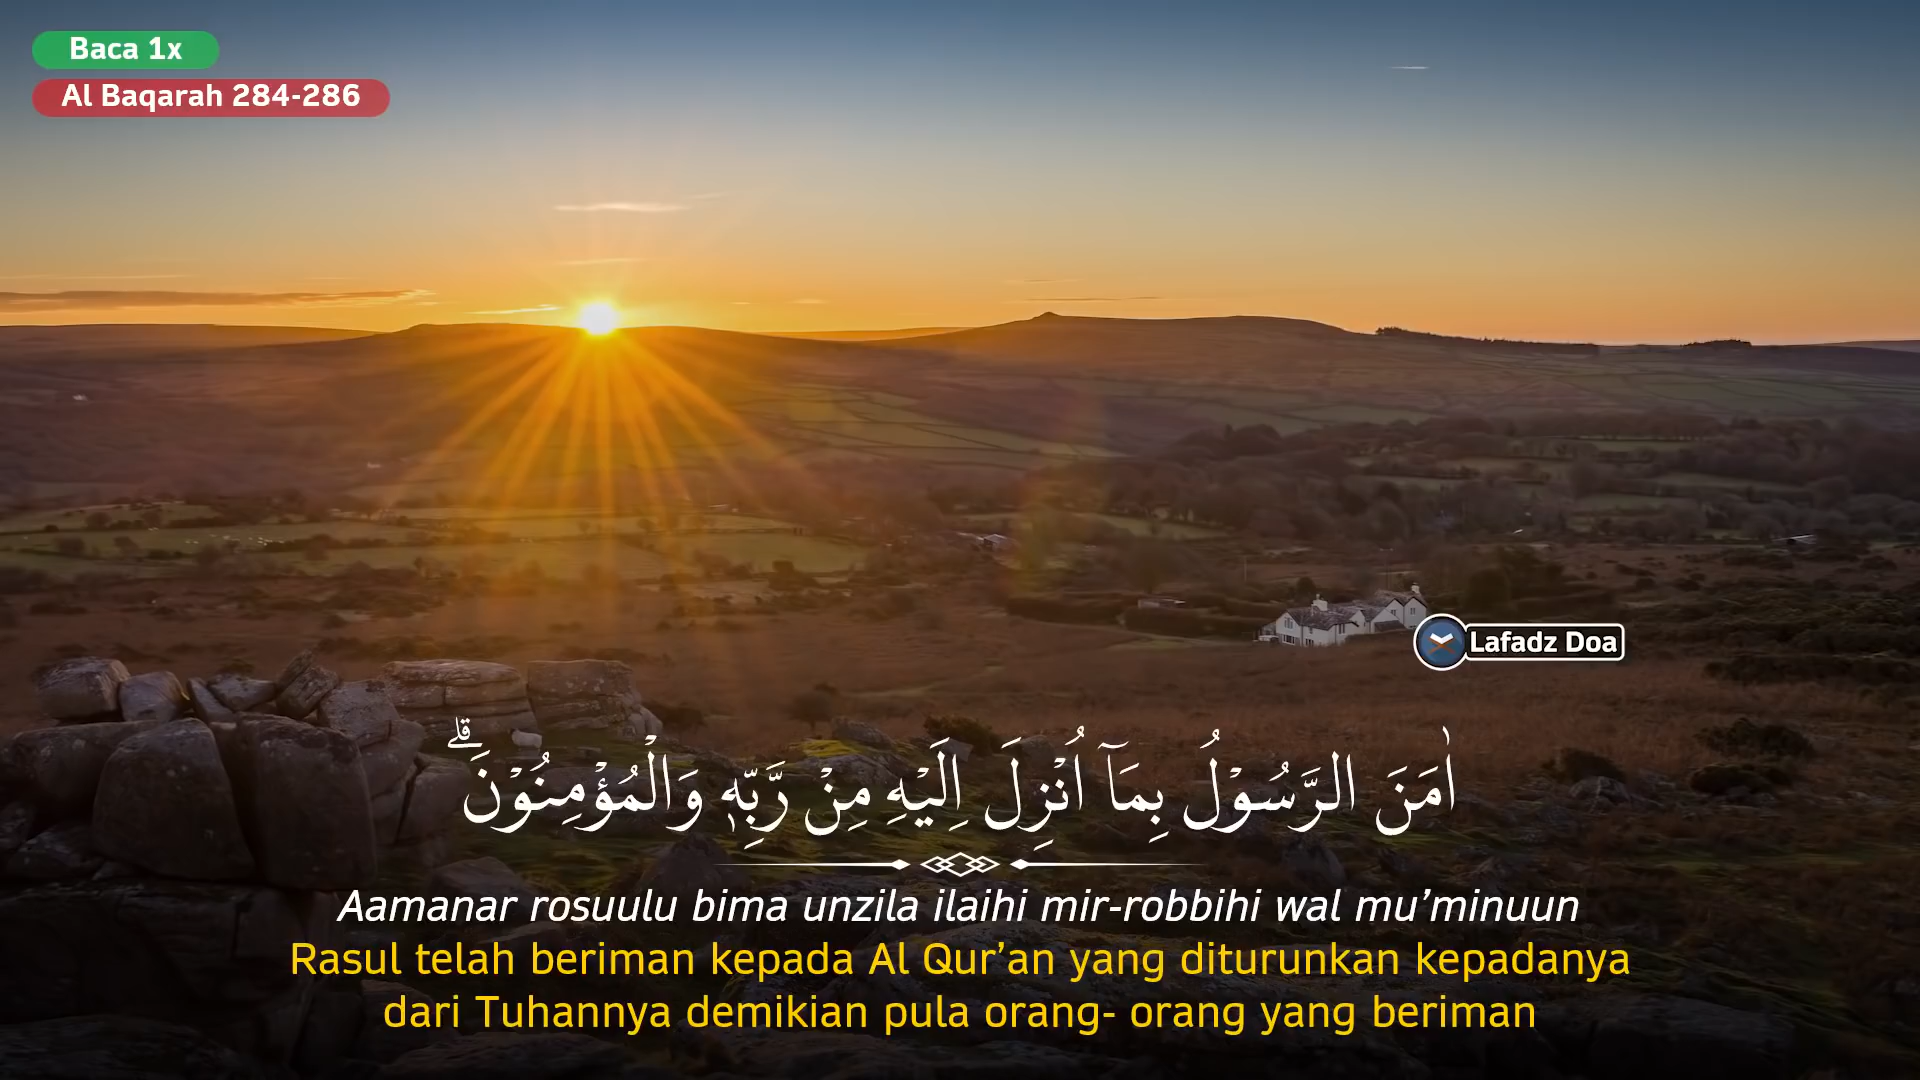 Baca 1x
Al Baqarah 284-286
Lafadz Doa
اٰمَنَ الرَّسُوْلُ بِمَآ اُنْزِلَ اِلَيْهِ مِنْ رَّبِّهٖ وَالْمُؤْمِنُوْنَۗ
Aamanar rosuulu bima unzila ilaihi mir-robbihi wal mu’minuun
Rasul telah beriman kepada Al Qur’an yang diturunkan kepadanya
dari Tuhannya demikian pula orang- orang yang beriman